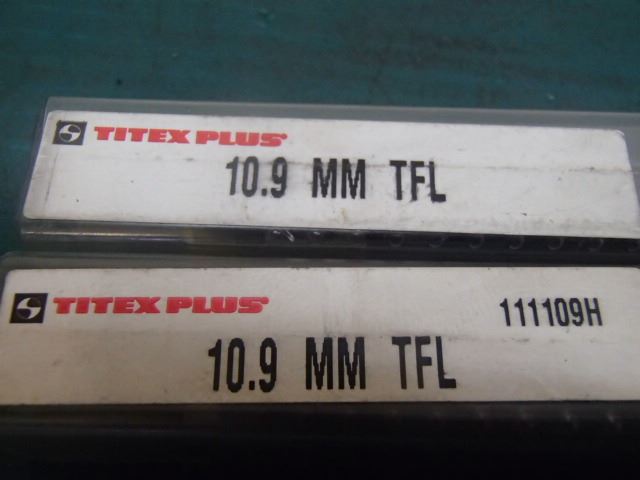 TITEX PLUS
10.9 MM TFL
TITEX PLUS 111109H
10.9 MM TFL